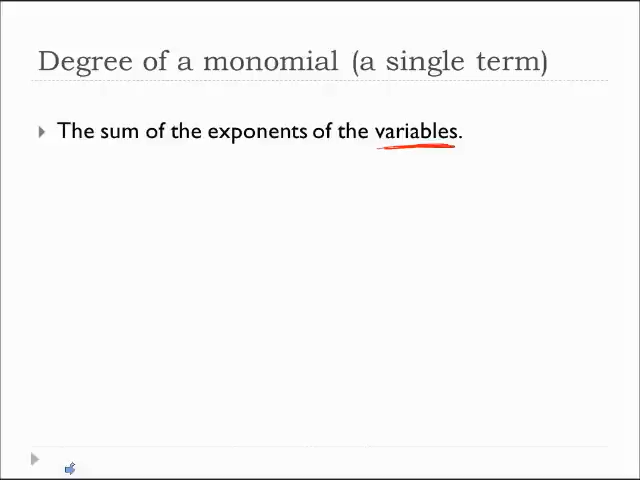 Degree of a monomial (a single term)
The sum of the exponents of the variables.